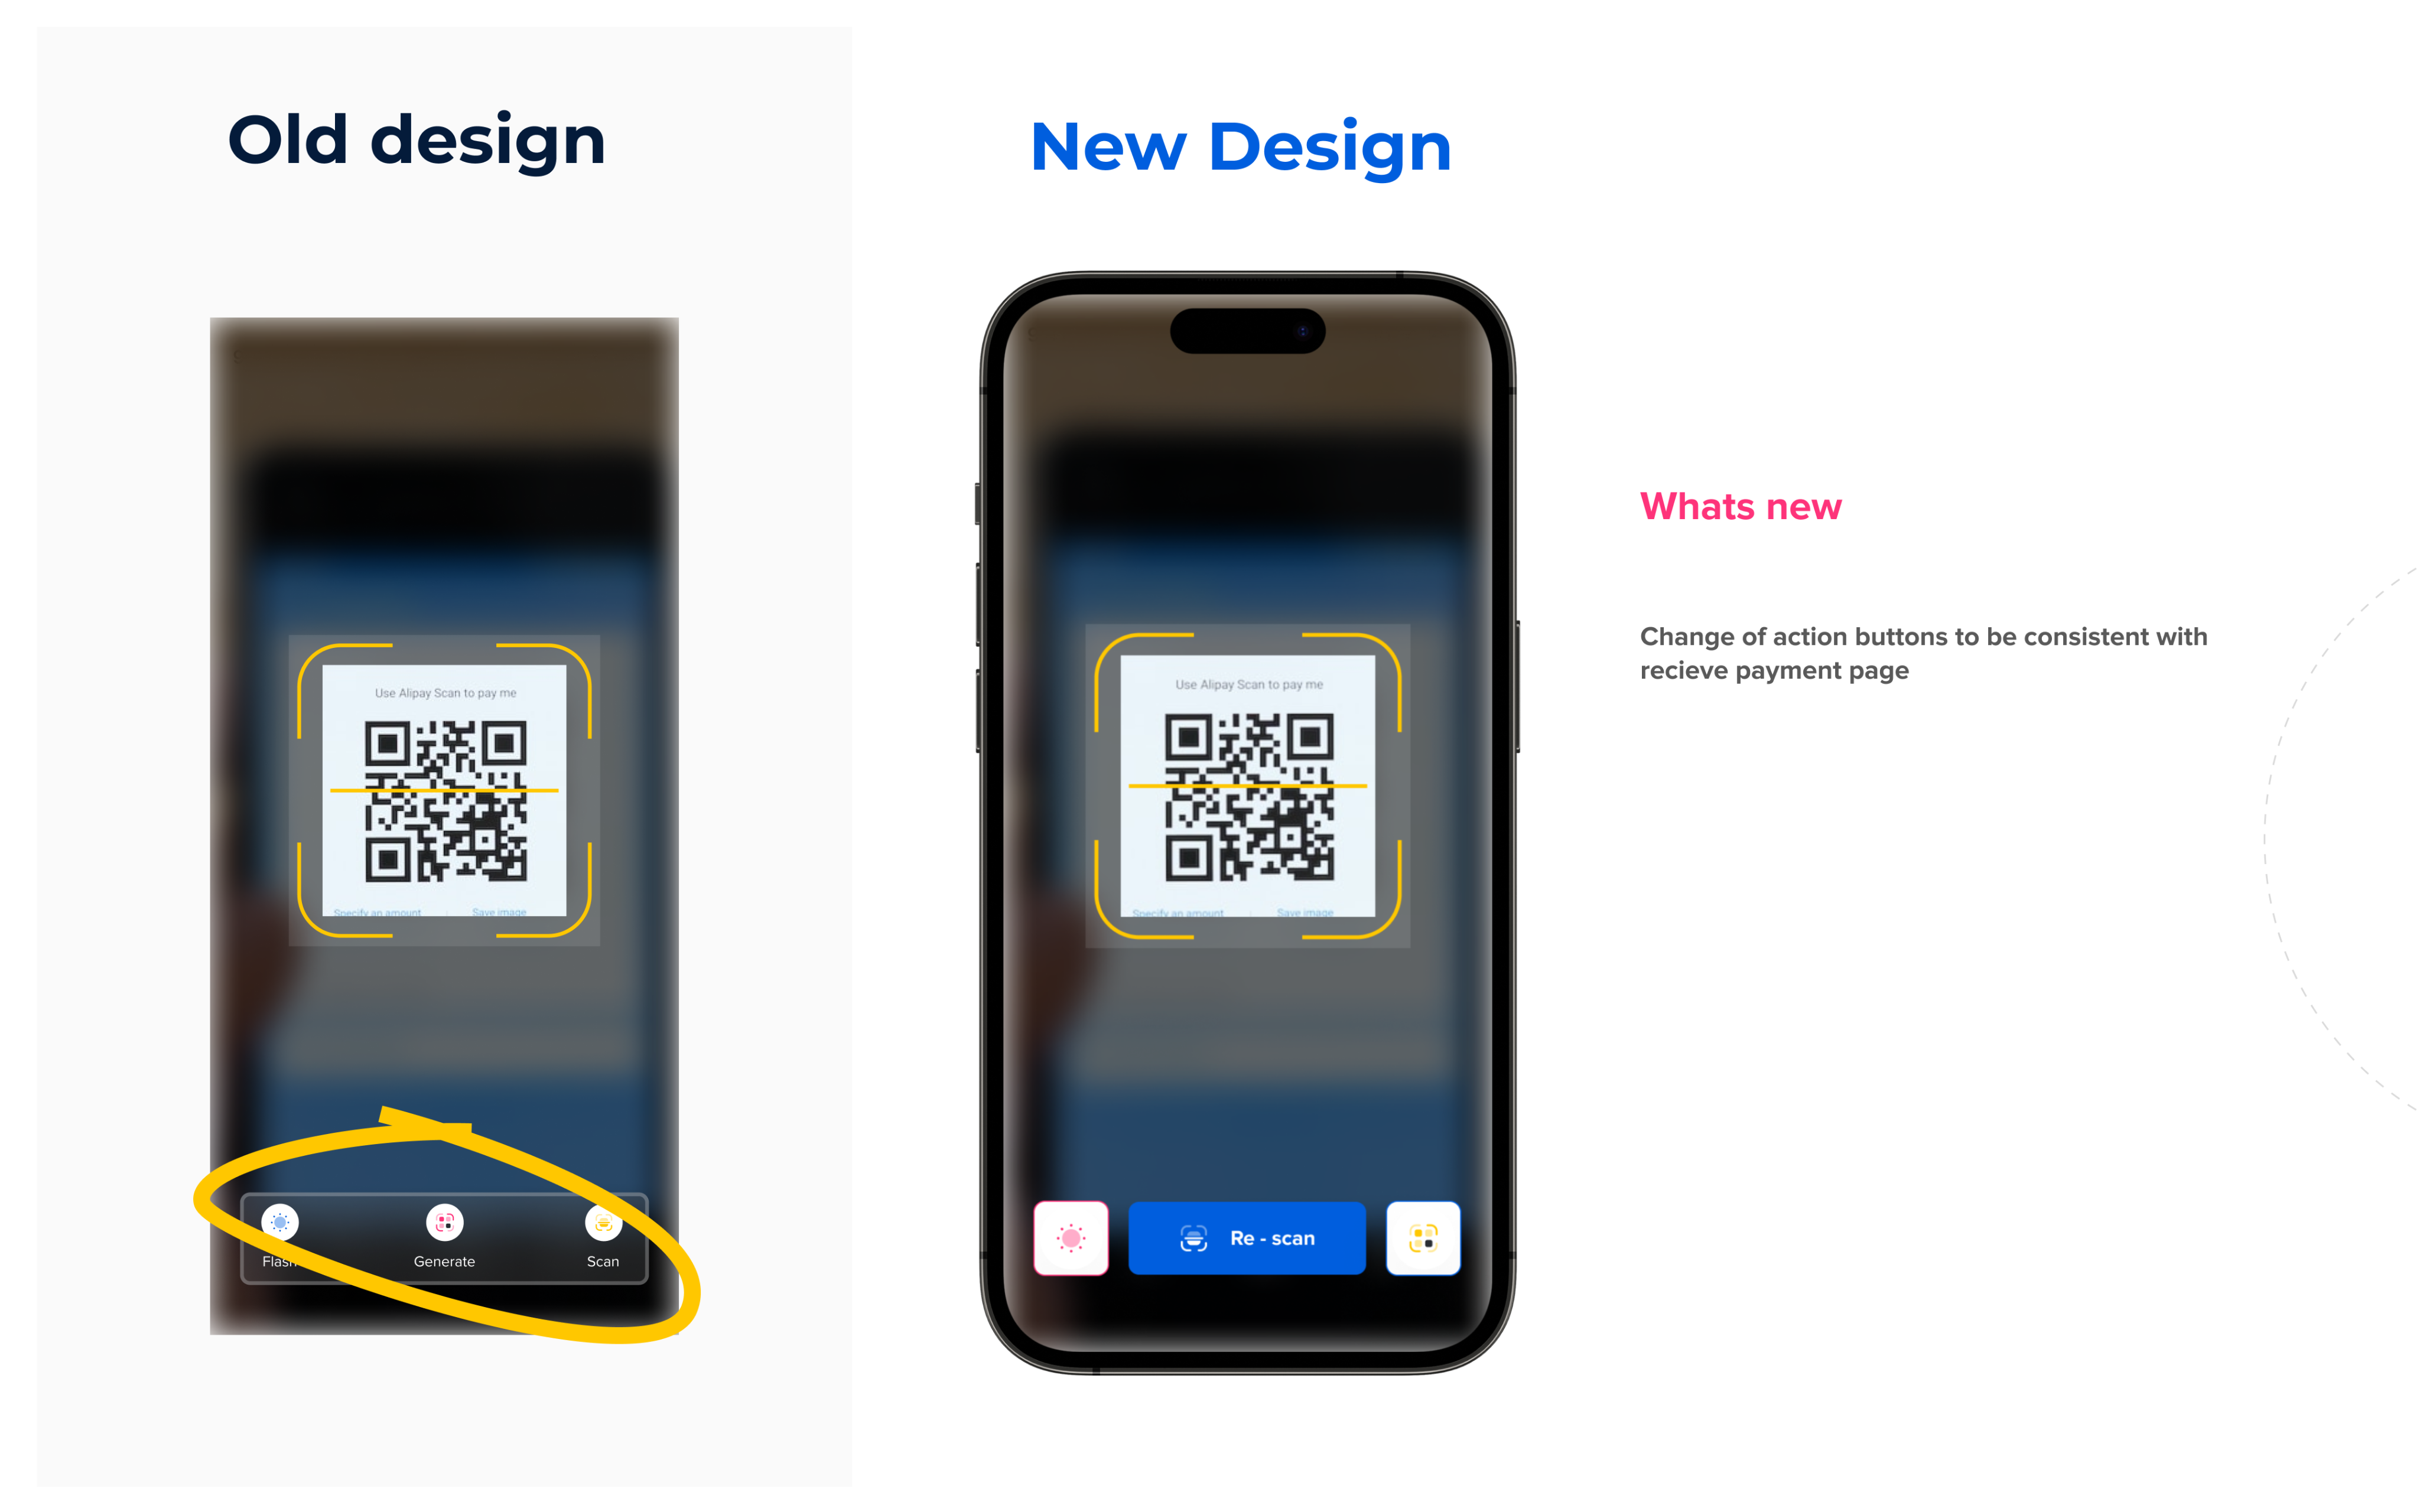 Old design
New Design
Use Alipay Scan to pay me
Specify an amount
Save image
Flash
Generate
Scan
Use Alipay Scan to pay me
Specify an amount
Save image
Re - scan
Whats new
Change of action buttons to be consistent with
recieve payment page